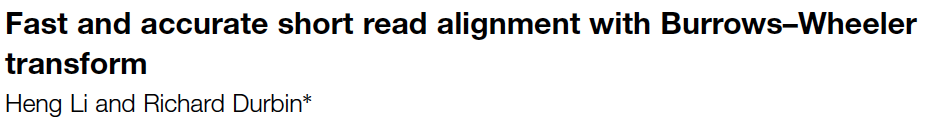 Fast and accurate short read alignment with Burrows–Wheeler
transform
Heng Li and Richard Durbin*